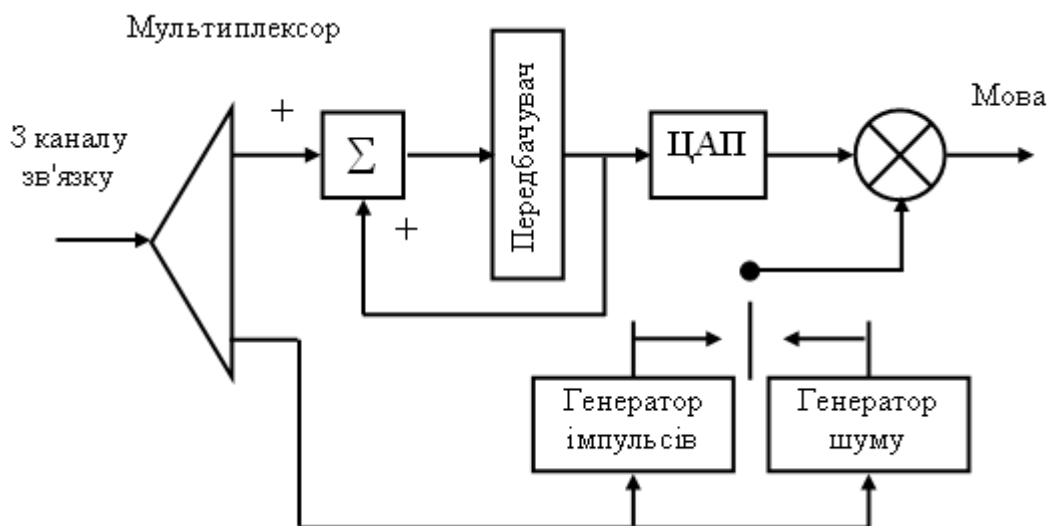 Мультиплексор
З каналу
зв'язку
+
Σ
+
Передбачувач
ЦАП
Мова
Генератор
імпульсів
Генератор
шуму